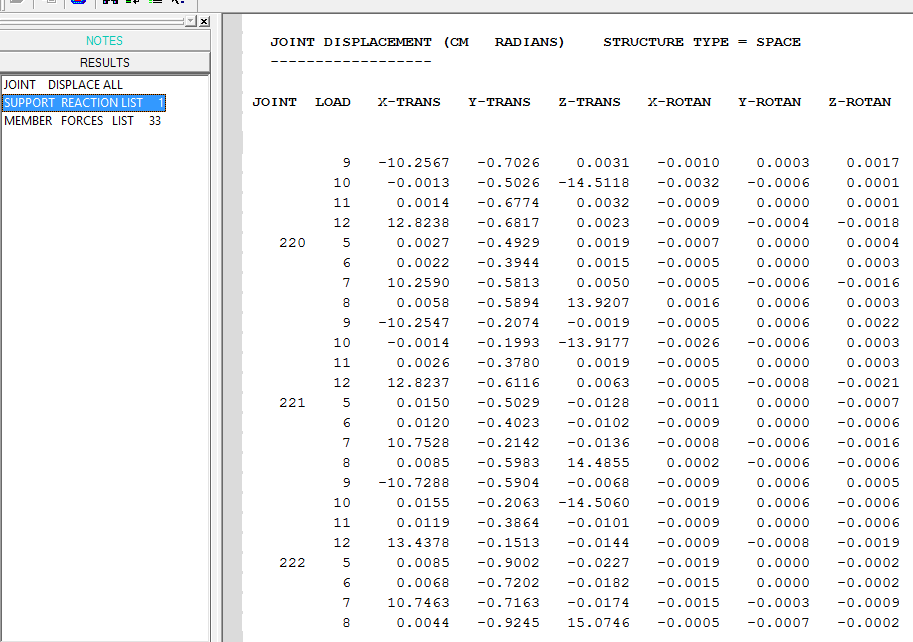 NOTES
RESULTS
JOINT DISPLACE ALL
SUPPORT REACTION LIST 1
MEMBER FORCES LIST 33
JOINT DISPLACEMENT (CM RADIANS) STRUCTURE TYPE = SPACE
------------------
JOINT LOAD X-TRANS Y-TRANS Z-TRANS X-ROTAN Y-ROTAN Z-ROTAN
9 -10.2567 -0.7026 0.0031 -0.0010 0.0003 0.0017
10 -0.0013 -0.5026 -14.5118 -0.0032 -0.0006 0.0001
11 0.0014 -0.6774 0.0032 -0.0009 0.0000 0.0001
12 12.8238 -0.6817 0.0023 -0.0009 -0.0004 -0.0018
220 5 0.0027 -0.4929 0.0019 -0.0007 0.0000 0.0004
6 0.0022 -0.3944 0.0015 -0.0005 0.0000 0.0003
7 10.2590 -0.5813 0.0050 -0.0005 -0.0006 -0.0016
8 0.0058 -0.5894 13.9207 0.0016 0.0006 0.0003
9 -10.2547 -0.2074 -0.0019 -0.0005 0.0006 0.0022
10 -0.0014 -0.1993 -13.9177 -0.0026 -0.0006 0.0003
11 0.0026 -0.3780 0.0019 -0.0005 0.0000 0.0003
12 12.8237 -0.6116 0.0063 -0.0005 -0.0008 -0.0021
221 5 0.0150 -0.5029 -0.0128 -0.0011 0.0000 -0.0007
6 0.0120 -0.4023 -0.0102 -0.0009 0.0000 -0.0006
7 10.7528 -0.2142 -0.0136 -0.0008 -0.0006 -0.0016
8 0.0085 -0.5983 14.4855 0.0002 -0.0006 -0.0006
9 -10.7288 -0.5904 -0.0068 -0.0009 0.0006 0.0005
10 0.0155 -0.2063 -14.5060 -0.0019 0.0006 -0.0006
11 0.0119 -0.3864 -0.0101 -0.0009 0.0000 -0.0006
12 13.4378 -0.1513 -0.0144 -0.0009 -0.0008 -0.0019
222 5 0.0085 -0.9002 -0.0227 -0.0019 0.0000 -0.0002
6 0.0068 -0.7202 -0.0182 -0.0015 0.0000 -0.0002
7 10.7463 -0.7163 -0.0174 -0.0015 -0.0003 -0.0009
8 0.0044 -0.9245 15.0746 -0.0005 -0.0007 -0.0002